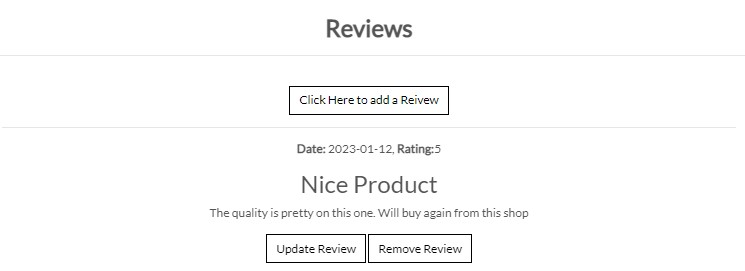 Reviews
Click Here to add a Reivew
Date: 2023-01-12, Rating:5
Nice Product
The quality is pretty on this one. Will buy again from this shop
Update Review Remove Review